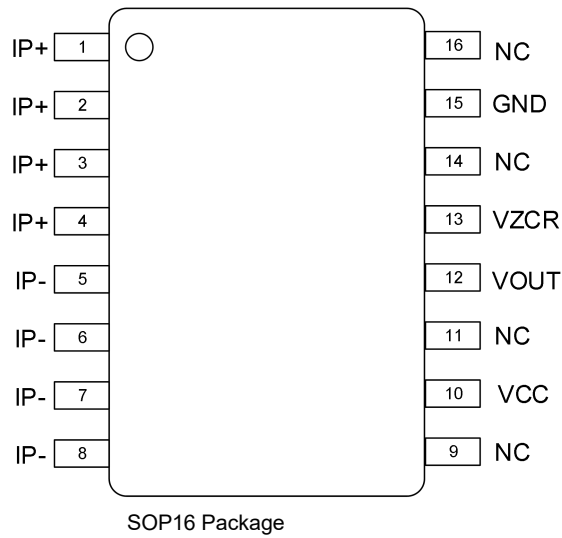 IP+ 1 16 NC
IP+ 2 15 GND
IP+ 3 14 NC
IP+ 4 13 VZCR
IP- 5 12 VOUT
IP- 6 11 NC
IP- 7 10 VCC
IP- 8 9 NC
SOP16 Package